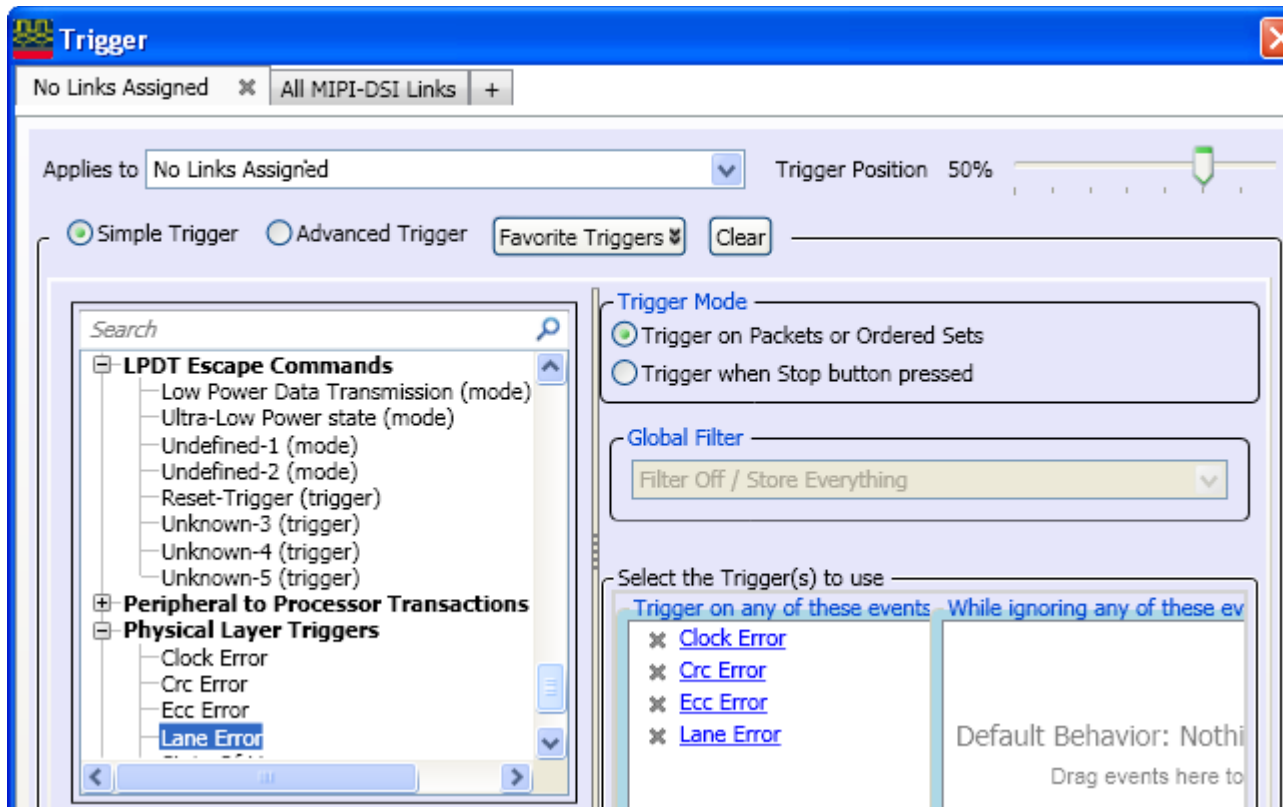 Trigger
No Links Assigned
All MIPI-DSI Links
+
Applies to
No Links Assigned
Trigger Position 50%
Simple Trigger
Advanced Trigger
Favorite Triggers
Clear
Search
LPDT Escape Commands
Low Power Data Transmission (mode)
Ultra-Low Power state (mode)
Undefined-1 (mode)
Undefined-2 (mode)
Reset-Trigger (trigger)
Unknown-3 (trigger)
Unknown-4 (trigger)
Unknown-5 (trigger)
Peripheral to Processor Transactions
Physical Layer Triggers
Clock Error
Crc Error
Ecc Error
Lane Error
Trigger Mode
Trigger on Packets or Ordered Sets
Trigger when Stop button pressed
Global Filter
Filter Off / Store Everything
Select the Trigger(s) to use
Trigger on any of these events
Clock Error
Crc Error
Ecc Error
Lane Error
While ignoring any of these ev
Default Behavior: Nothi
Drag events here to